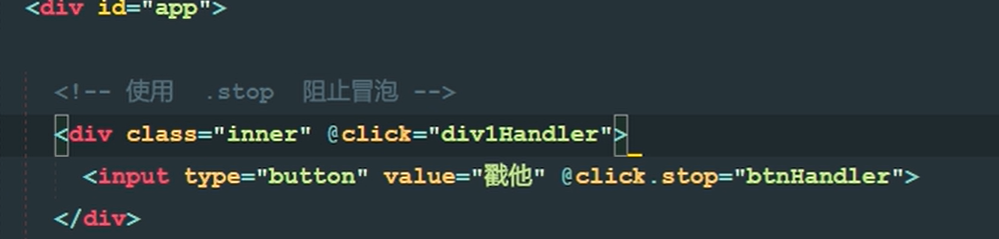 <div id="app">
<!-- 使用 .stop 阻止冒泡 -->
<div class="inner" @click="div1Handler">
<input type="button" value="戳他" @click.stop="btnHandler">
</div>